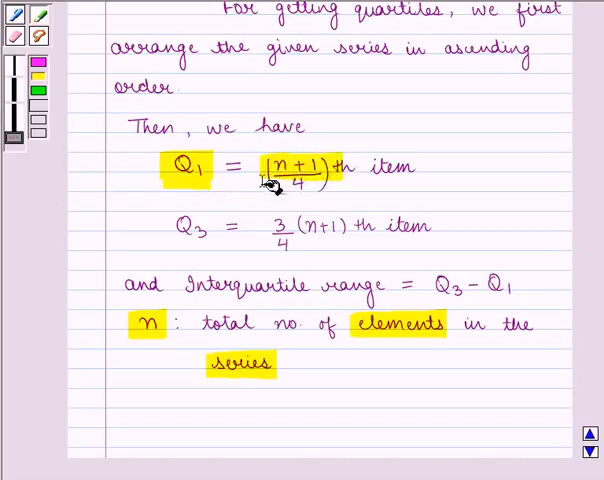 For getting quartiles, we first
arrange the given series in ascending
order.
Then, we have
Q1 = (n+1 / 4) th item
Q3 = 3/4 (n+1) th item
and Interquartile range = Q3 - Q1
n : total no. of elements in the
series